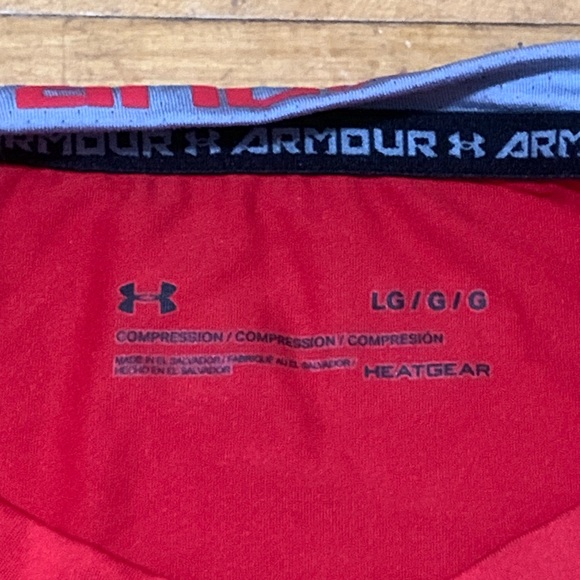 ARMOUR ARMOUR ARM
LG / G / G
COMPRESSION / COMPRESSION / COMPRESIÓN
MADE IN EL SALVADOR / FABRIQUÉ AU EL SALVADOR /
HECHO EN EL SALVADOR
HEATGEAR